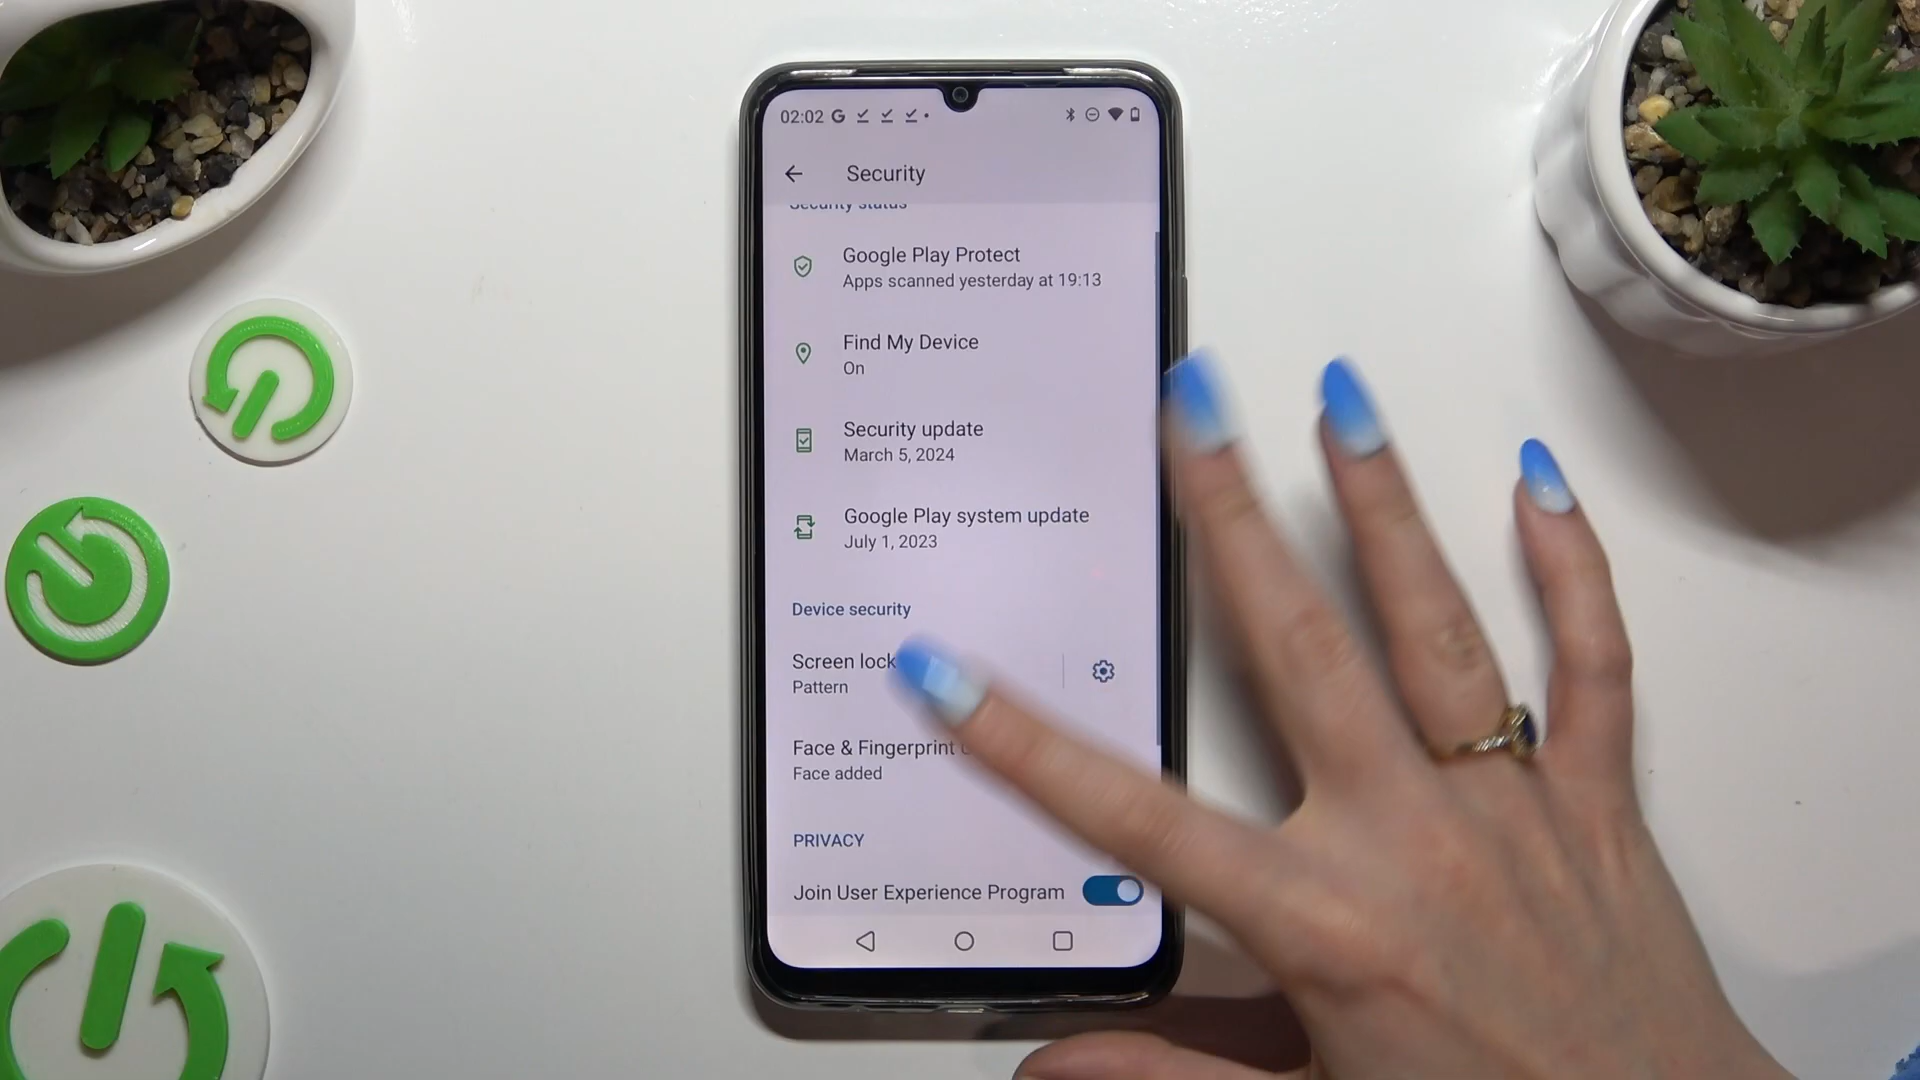 02:02
Security
Security status
Google Play Protect
Apps scanned yesterday at 19:13
Find My Device
On
Security update
March 5, 2024
Google Play system update
July 1, 2023
Device security
Screen lock
Pattern
Face & Fingerprint
Face added
PRIVACY
Join User Experience Program